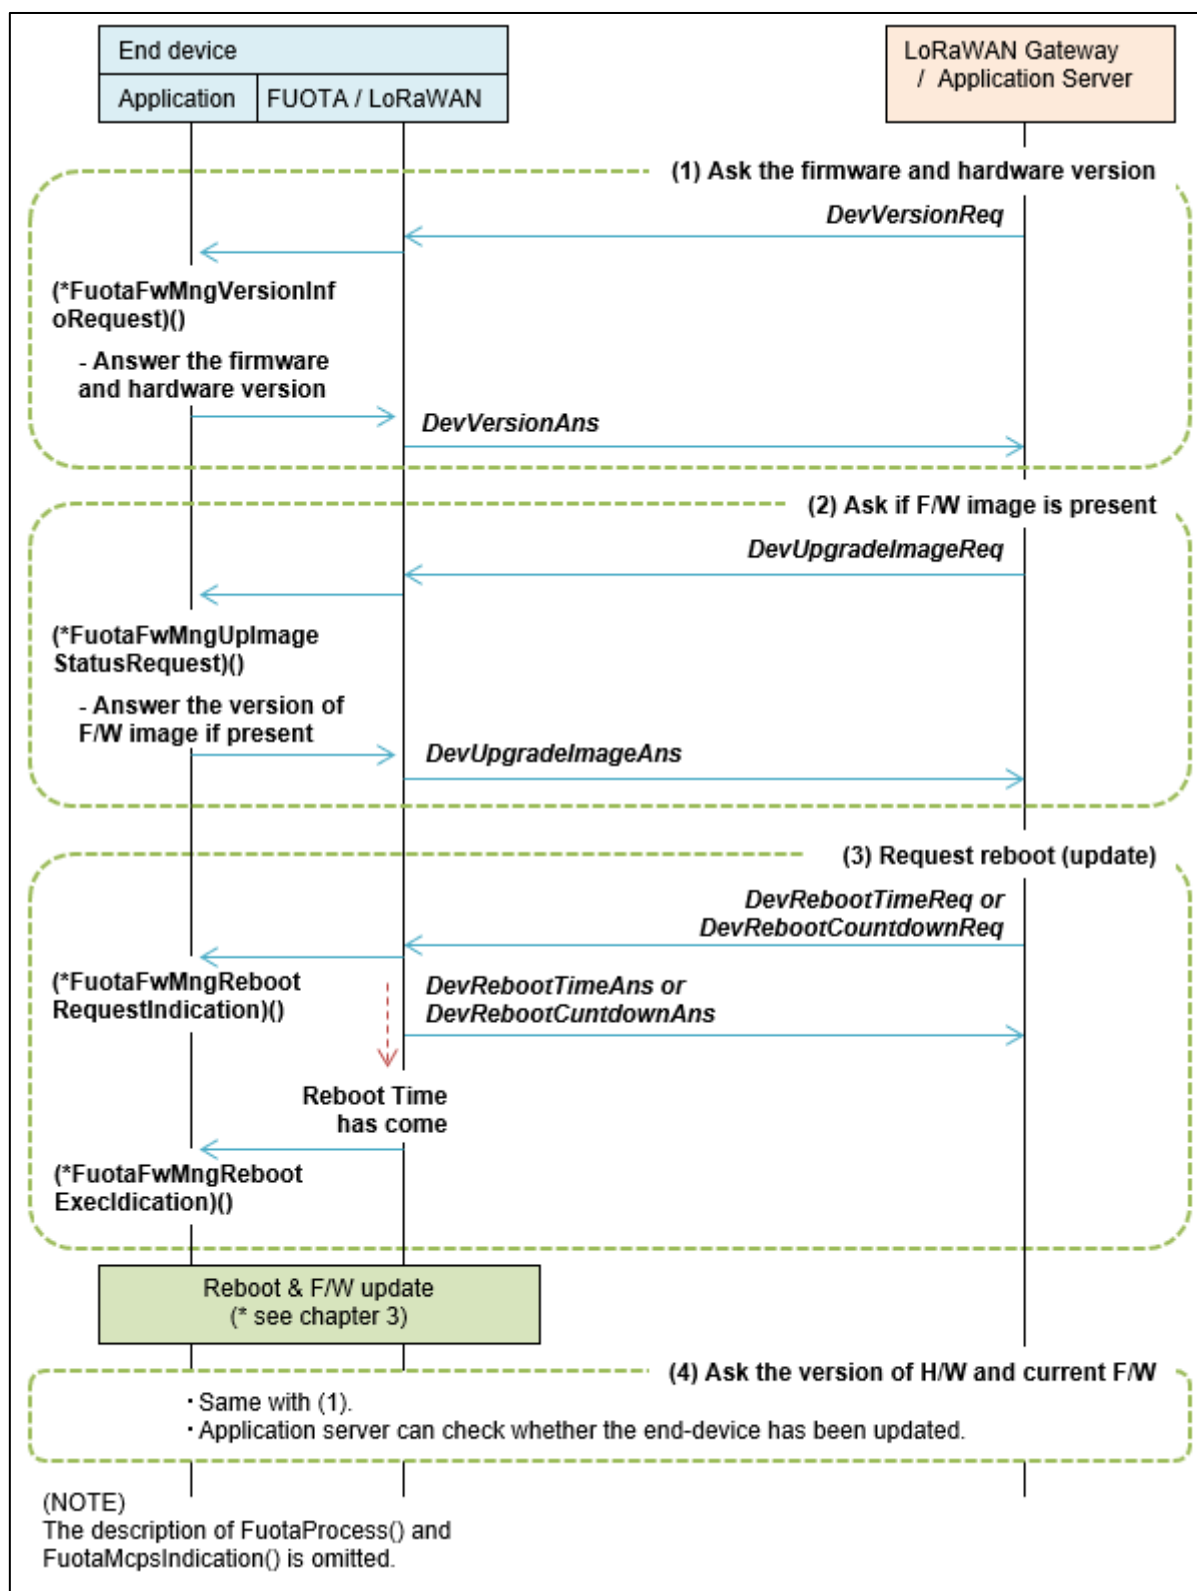 End device
Application
FUOTA / LoRaWAN
LoRaWAN Gateway
/ Application Server
(1) Ask the firmware and hardware version
DevVersionReq
(*FuotaFwMngVersionInf
oRequest)()
- Answer the firmware
and hardware version
DevVersionAns
(2) Ask if F/W image is present
DevUpgradeImageReq
(*FuotaFwMngUpImage
StatusRequest)()
- Answer the version of
F/W image if present
DevUpgradeImageAns
(3) Request reboot (update)
DevRebootTimeReq or
DevRebootCountdownReq
(*FuotaFwMngReboot
RequestIndication)()
DevRebootTimeAns or
DevRebootCuntdownAns
Reboot Time
has come
(*FuotaFwMngReboot
ExecIdication)()
Reboot & F/W update
(* see chapter 3)
(4) Ask the version of H/W and current F/W
・Same with (1).
・Application server can check whether the end-device has been updated.
(NOTE)
The description of FuotaProcess() and
FuotaMcpsIndication() is omitted.